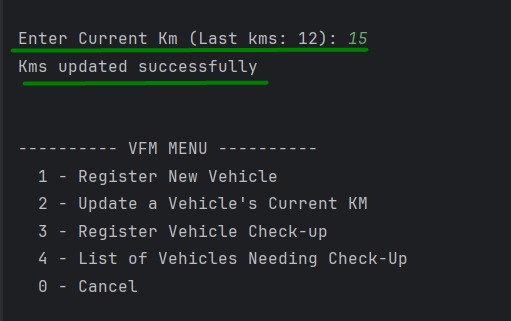 Enter Current Km (Last kms: 12): 15
Kms updated successfully
---------- VFM MENU ----------
1 - Register New Vehicle
2 - Update a Vehicle's Current KM
3 - Register Vehicle Check-up
4 - List of Vehicles Needing Check-Up
0 - Cancel